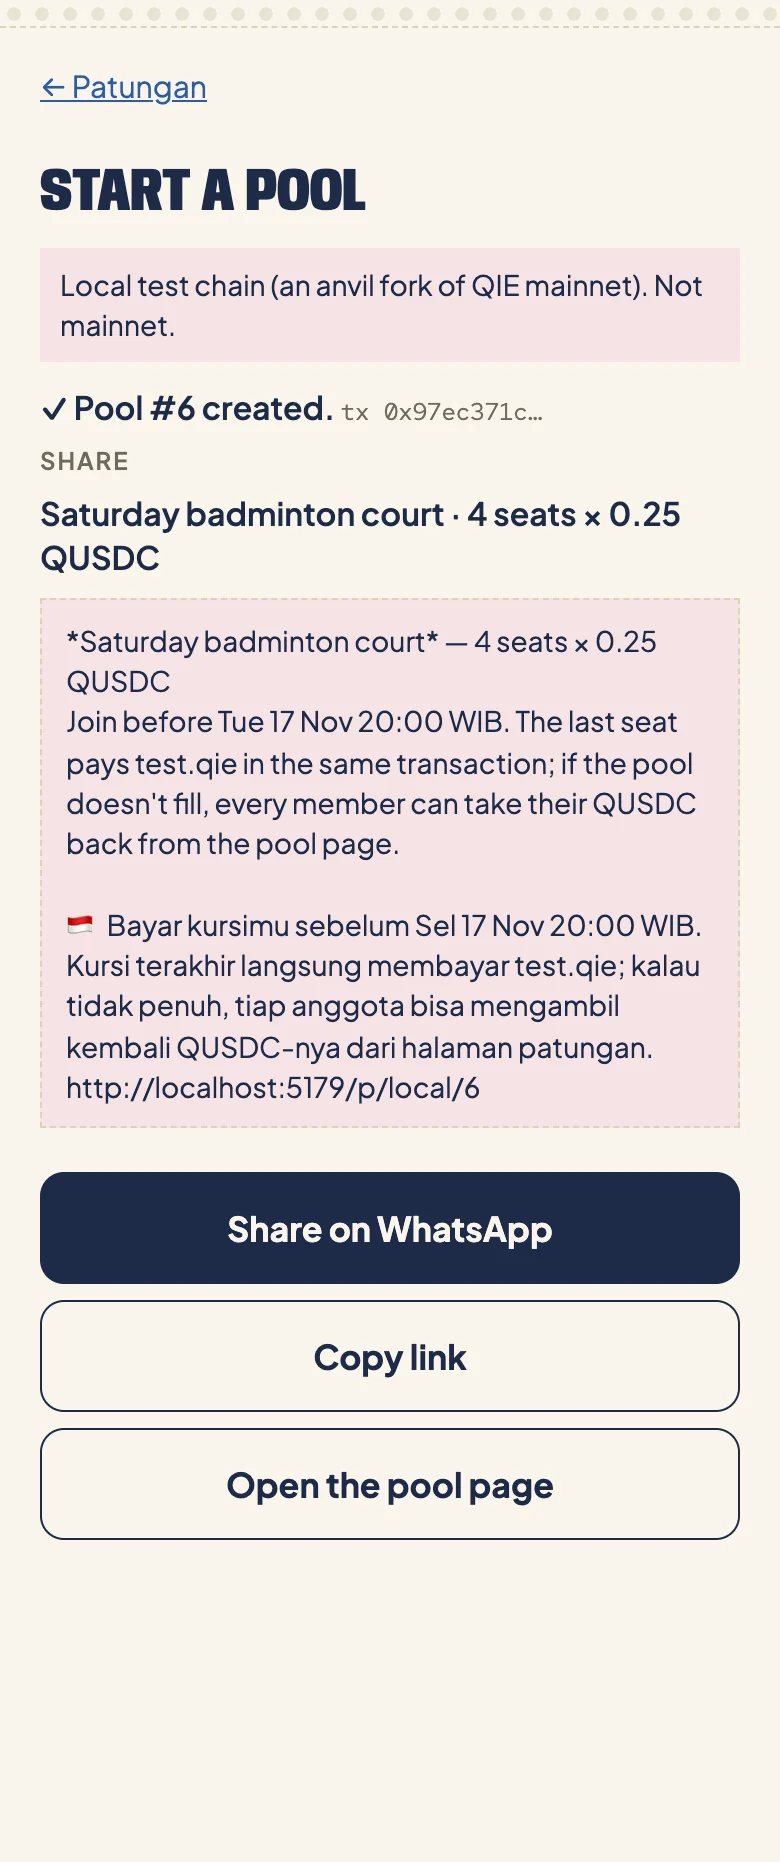 ← Patungan
START A POOL
Local test chain (an anvil fork of QIE mainnet). Not
mainnet.
✓ Pool #6 created. tx 0x97ec371c…
SHARE
Saturday badminton court · 4 seats × 0.25
QUSDC
*Saturday badminton court* — 4 seats × 0.25
QUSDC
Join before Tue 17 Nov 20:00 WIB. The last seat
pays test.qie in the same transaction; if the pool
doesn't fill, every member can take their QUSDC
back from the pool page.
🇮🇩 Bayar kursimu sebelum Sel 17 Nov 20:00 WIB.
Kursi terakhir langsung membayar test.qie; kalau
tidak penuh, tiap anggota bisa mengambil
kembali QUSDC-nya dari halaman patungan.
http://localhost:5179/p/local/6
Share on WhatsApp
Copy link
Open the pool page